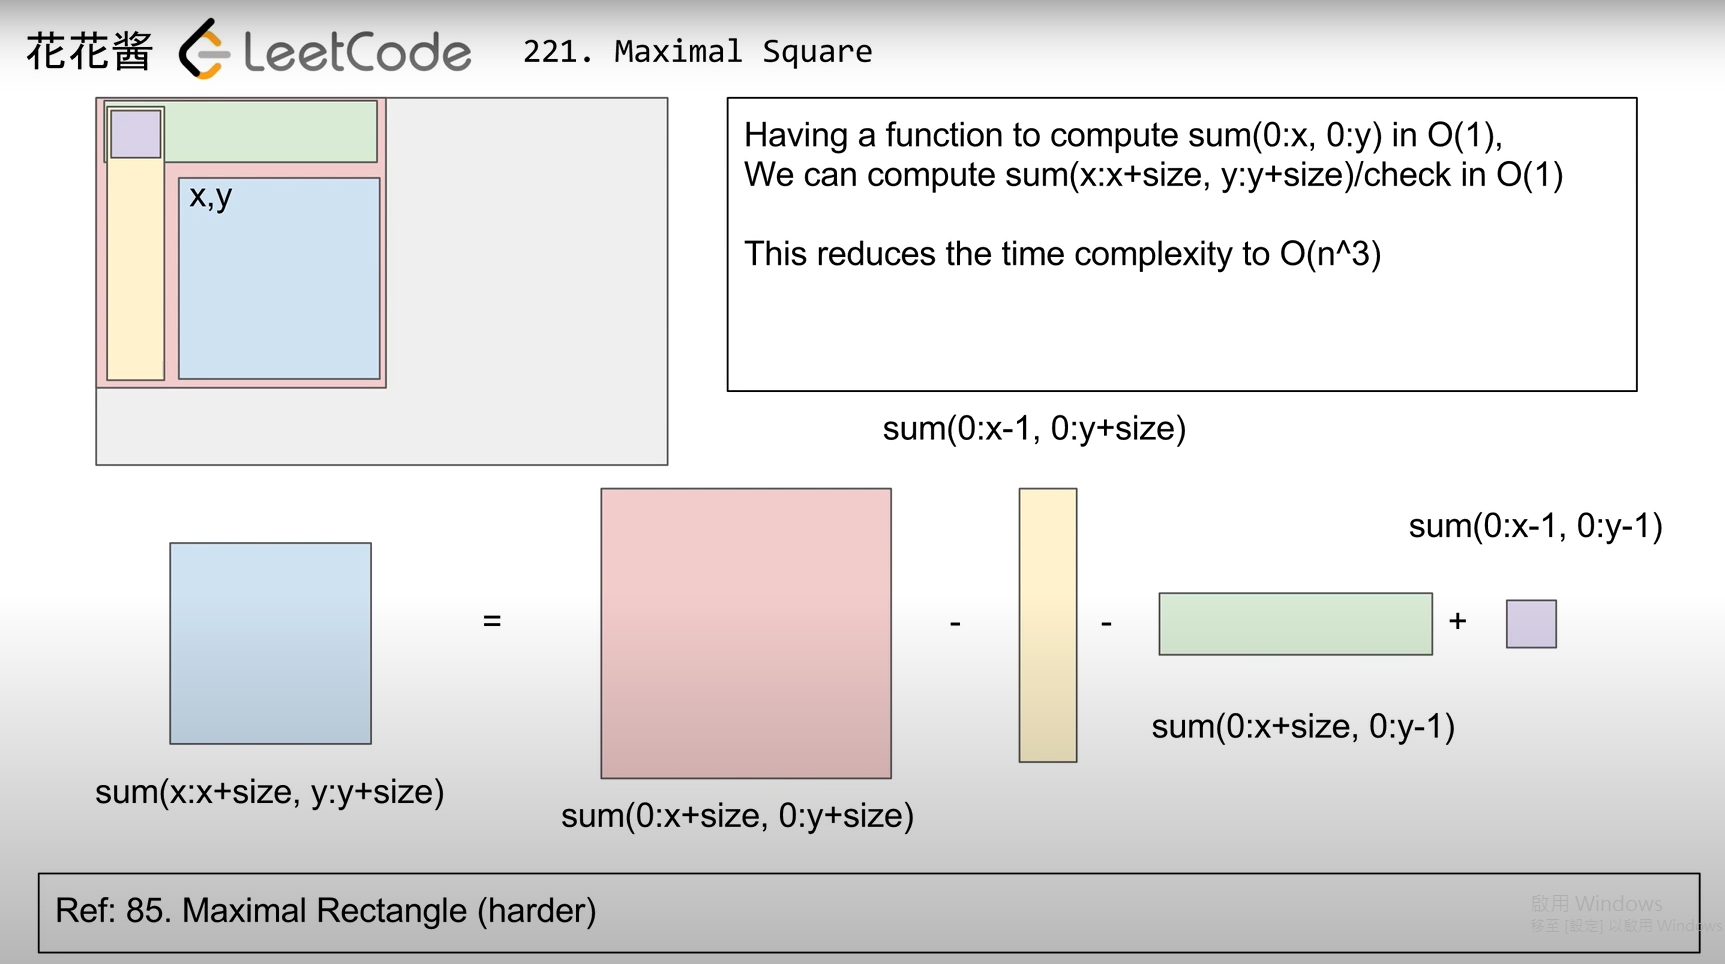 花花酱 LeetCode 221. Maximal Square
x,y
Having a function to compute sum(0:x, 0:y) in O(1),
We can compute sum(x:x+size, y:y+size)/check in O(1)
This reduces the time complexity to O(n^3)
sum(0:x-1, 0:y+size)
sum(0:x-1, 0:y-1)
= - - +
sum(0:x+size, 0:y-1)
sum(x:x+size, y:y+size)
sum(0:x+size, 0:y+size)
Ref: 85. Maximal Rectangle (harder)
啟用 Windows
移至 [設定] 以啟用 Windows